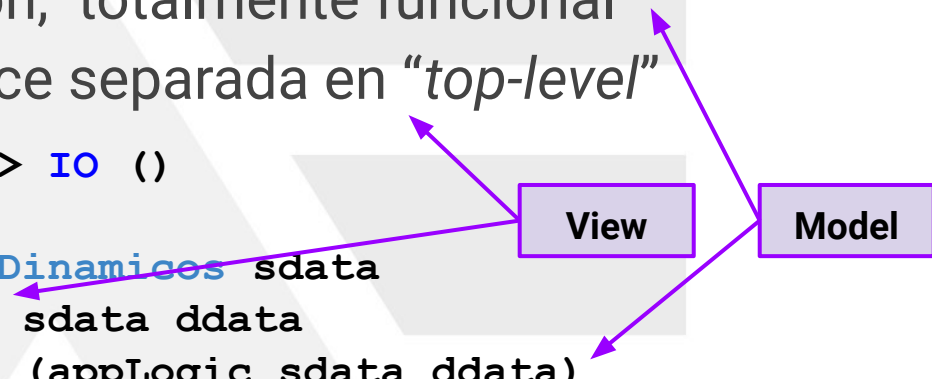 ón, totalmente funcional
ce separada en “top-level”
> IO ()
View
Model
Dinamicos sdata
sdata ddata
(appLogic sdata ddata)